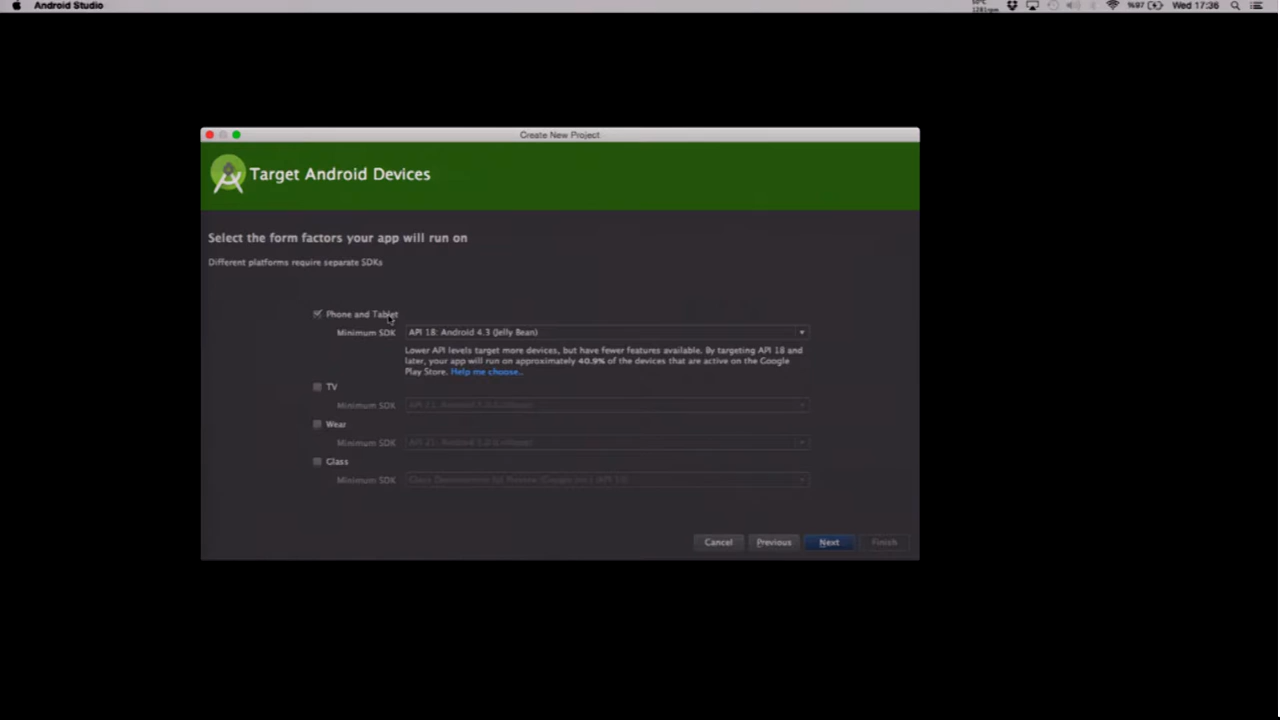 Android Studio
%97
Wed 17:36
Create New Project
Target Android Devices
Select the form factors your app will run on
Different platforms require separate SDKs
Phone and Tablet
Minimum SDK
API 18: Android 4.3 (Jelly Bean)
Lower API levels target more devices, but have fewer features available. By targeting API 18 and
later, your app will run on approximately 40.9% of the devices that are active on the Google
Play Store. Help me choose..
TV
Minimum SDK
Wear
Minimum SDK
Glass
Minimum SDK
Cancel
Previous
Next
Finish